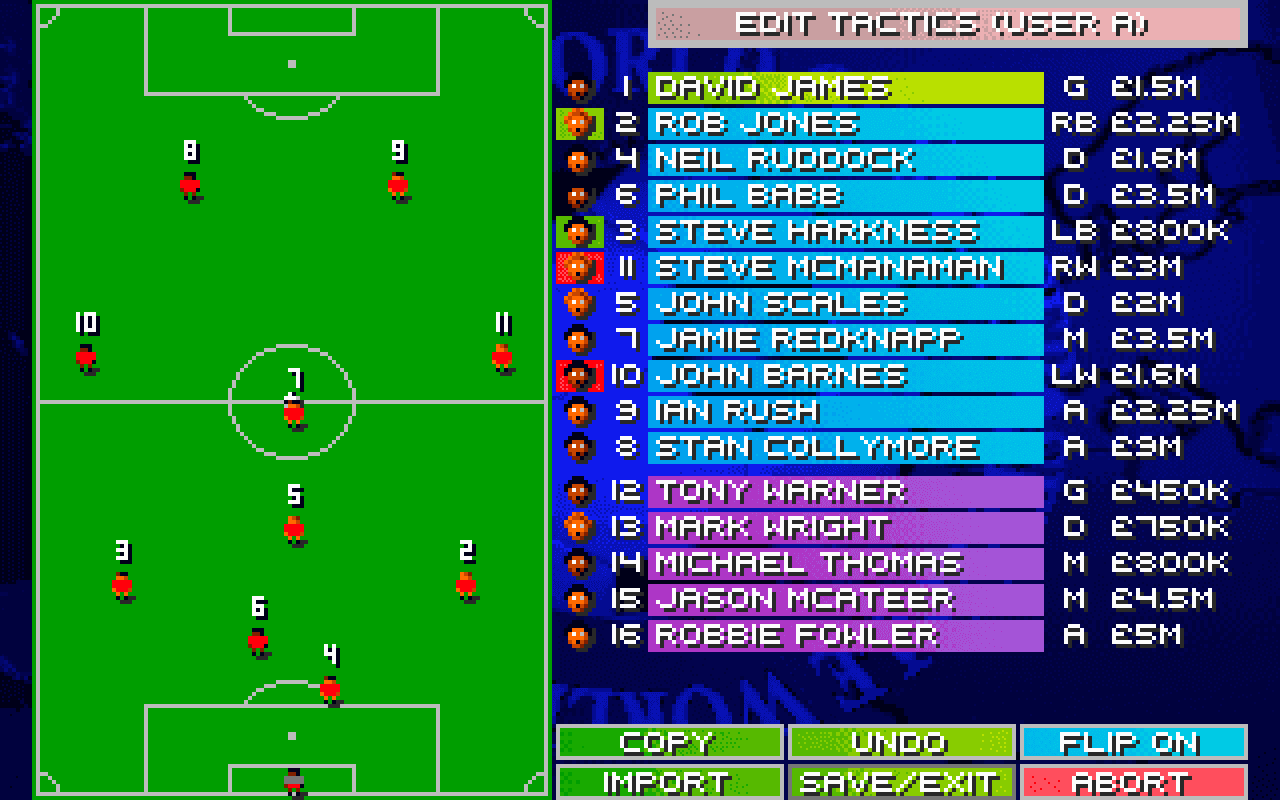 EDIT TACTICS (USER A)
1 DAVID JAMES G £1.5M
2 ROB JONES RB £2.25M
4 NEIL RUDDOCK D £1.6M
6 PHIL BABB D £3.5M
3 STEVE HARKNESS LB £800K
11 STEVE MCMANAMAN RW £3M
5 JOHN SCALES D £2M
7 JAMIE REDKNAPP M £3.5M
10 JOHN BARNES LW £1.6M
9 IAN RUSH A £2.25M
8 STAN COLLYMORE A £9M
12 TONY WARNER G £450K
13 MARK WRIGHT D £750K
14 MICHAEL THOMAS M £800K
15 JASON MCATEER M £4.5M
16 ROBBIE FOWLER A £5M
COPY UNDO FLIP ON
IMPORT SAVE/EXIT ABORT
8 9
10 11
7
5
3 2
6
4